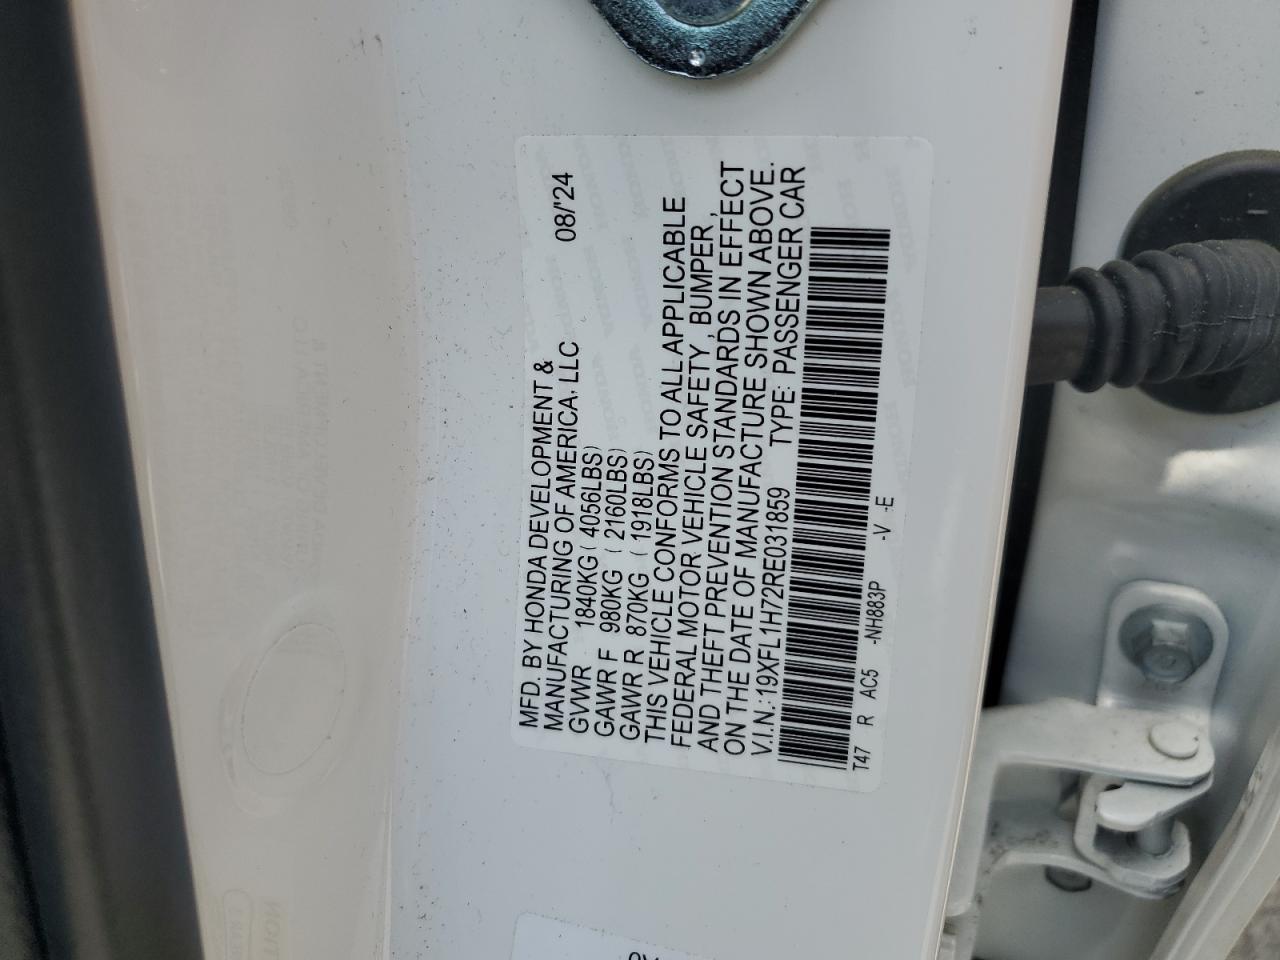 MFD. BY HONDA DEVELOPMENT &
MANUFACTURING OF AMERICA, LLC 08/'24
GVWR 1840KG ( 4056LBS)
GAWR F 980KG ( 2160LBS)
GAWR R 870KG ( 1918LBS)
THIS VEHICLE CONFORMS TO ALL APPLICABLE
FEDERAL MOTOR VEHICLE SAFETY , BUMPER ,
AND THEFT PREVENTION STANDARDS IN EFFECT
ON THE DATE OF MANUFACTURE SHOWN ABOVE.
V.I.N.:19XFL1H72RE031859 TYPE: PASSENGER CAR
T47 R AC5 -NH883P -V -E